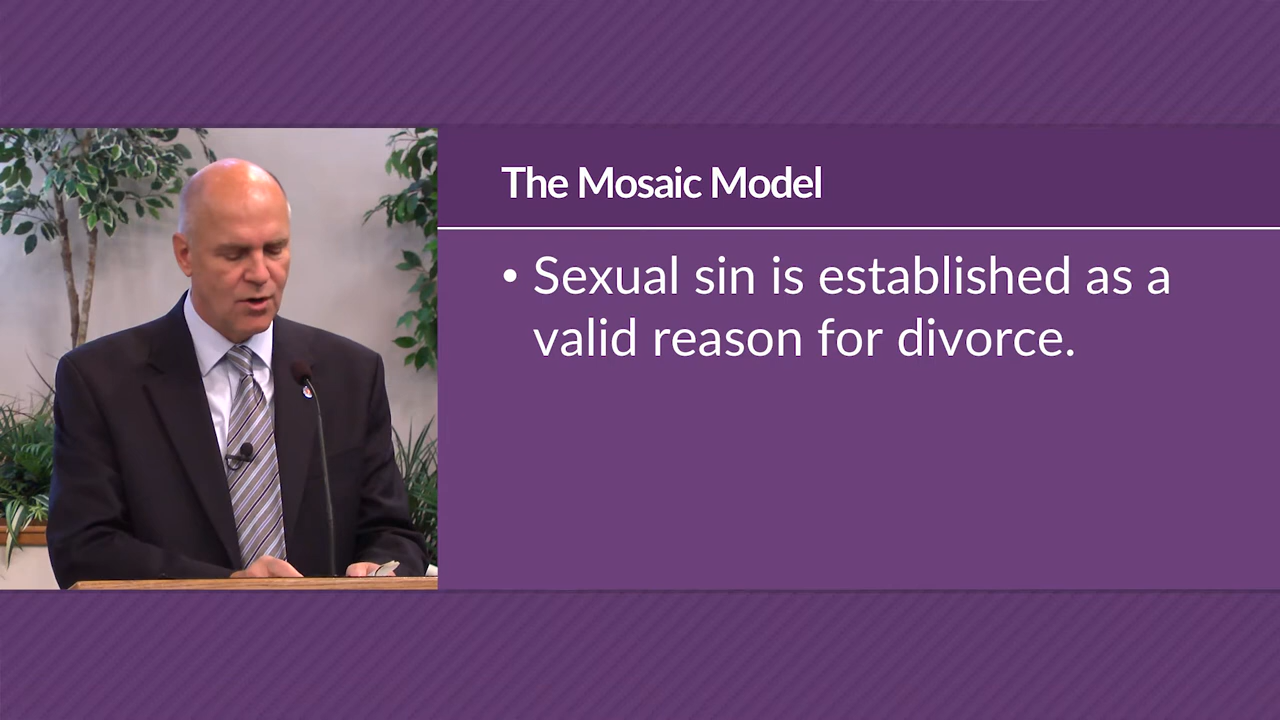 The Mosaic Model
• Sexual sin is established as a
valid reason for divorce.